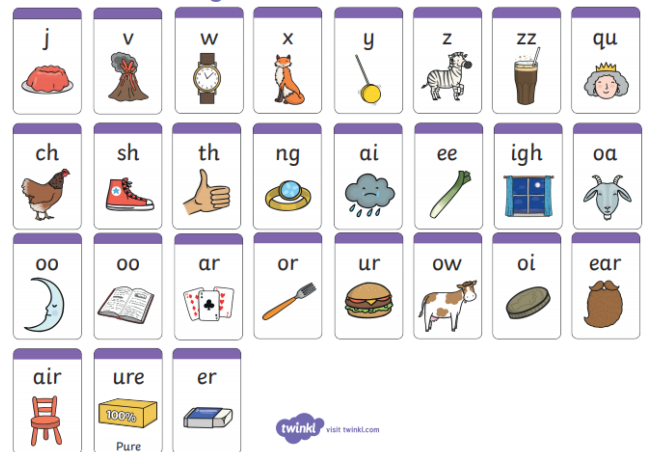 j v w x y z zz qu
ch sh th ng ai ee igh oa
oo oo ar or ur ow oi ear
air ure er
100%
Pure
twinkl visit twinkl.com